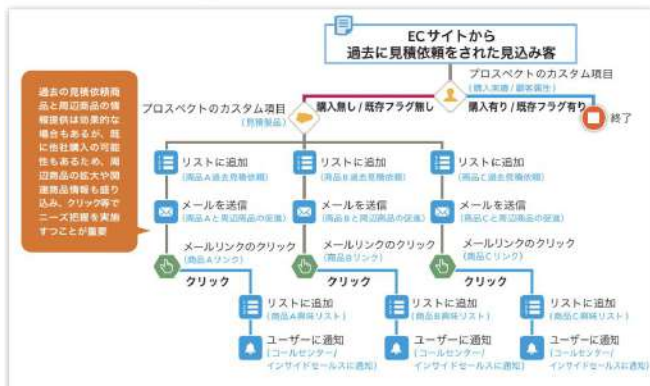 ECサイトから
過去に見積依頼をされた見込み客
プロスペクトのカスタム項目
(購入実績/顧客属性)
購入無し/既存フラグ無し
購入有り/既存フラグ有り
終了
プロスペクトのカスタム項目
(見積製品)
過去の見積依頼商
品と周辺商品の情
報提供は効果的な
場合もあるが、既
に他社購入の可能
性もあるため、周
辺商品の拡大や関
連商品情報も盛り
込み、クリック等で
ニーズ把握を実施
すつことが重要
リストに追加
(商品A過去見積依頼)
リストに追加
(商品B過去見積依頼)
リストに追加
(商品C過去見積依頼)
メールを送信
(商品Aと周辺商品の促進)
メールを送信
(商品Bと周辺商品の促進)
メールを送信
(商品Cと周辺商品の促進)
メールリンクのクリック
(商品Aリンク)
メールリンクのクリック
(商品Bリンク)
メールリンクのクリック
(商品Cリンク)
クリック
クリック
クリック
リストに追加
(商品A興味リスト)
リストに追加
(商品B興味リスト)
リストに追加
(商品C興味リスト)
ユーザーに通知
(コールセンター/
インサイドセールスに通知)
ユーザーに通知
(コールセンター/
インサイドセールスに通知)
ユーザーに通知
(コールセンター/
インサイドセールスに通知)